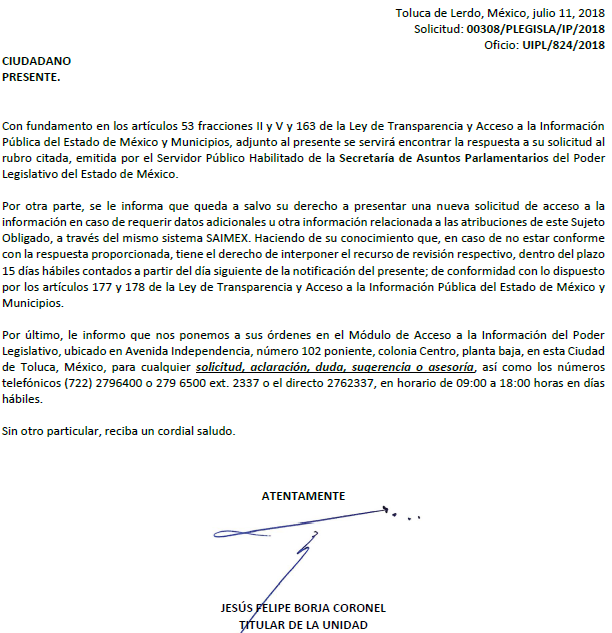 Toluca de Lerdo, México, julio 11, 2018
Solicitud: 00308/PLEGISLA/IP/2018
Oficio: UIPL/824/2018
CIUDADANO
PRESENTE.
Con fundamento en los artículos 53 fracciones II y V y 163 de la Ley de Transparencia y Acceso a la Información
Pública del Estado de México y Municipios, adjunto al presente se servirá encontrar la respuesta a su solicitud al
rubro citada, emitida por el Servidor Público Habilitado de la Secretaría de Asuntos Parlamentarios del Poder
Legislativo del Estado de México.
Por otra parte, se le informa que queda a salvo su derecho a presentar una nueva solicitud de acceso a la
información en caso de requerir datos adicionales u otra información relacionada a las atribuciones de este Sujeto
Obligado, a través del mismo sistema SAIMEX. Haciendo de su conocimiento que, en caso de no estar conforme
con la respuesta proporcionada, tiene el derecho de interponer el recurso de revisión respectivo, dentro del plazo
15 días hábiles contados a partir del día siguiente de la notificación del presente; de conformidad con lo dispuesto
por los artículos 177 y 178 de la Ley de Transparencia y Acceso a la Información Pública del Estado de México y
Municipios.
Por último, le informo que nos ponemos a sus órdenes en el Módulo de Acceso a la Información del Poder
Legislativo, ubicado en Avenida Independencia, número 102 poniente, colonia Centro, planta baja, en esta Ciudad
de Toluca, México, para cualquier solicitud, aclaración, duda, sugerencia o asesoría, así como los números
telefónicos (722) 2796400 o 279 6500 ext. 2337 o el directo 2762337, en horario de 09:00 a 18:00 horas en días
hábiles.
Sin otro particular, reciba un cordial saludo.
ATENTAMENTE
JESÚS FELIPE BORJA CORONEL
TITULAR DE LA UNIDAD